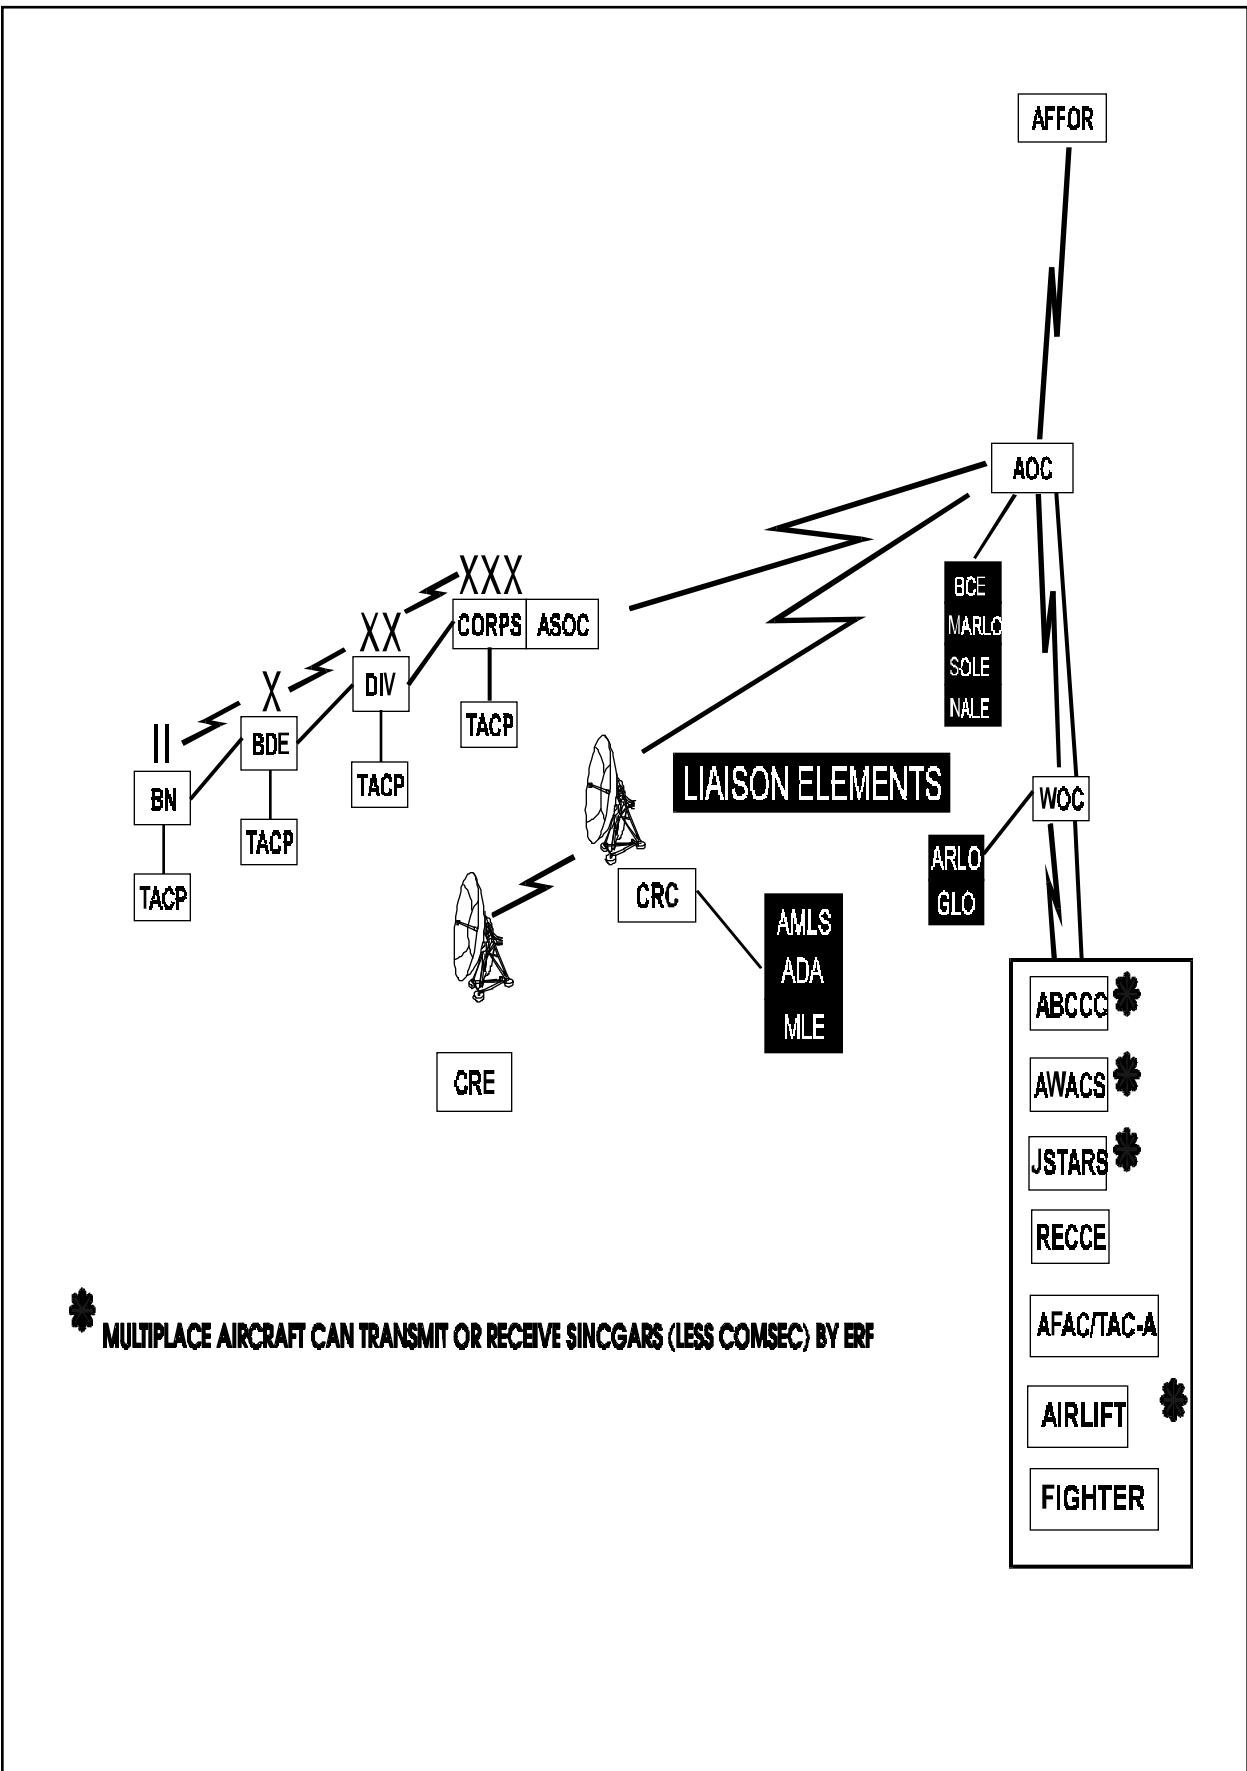 AFFOR
AOC
BCE
MARLO
SOLE
NALE
XXX
CORPS ASOC
TACP
XX
DIV
TACP
X
BDE
TACP
II
BN
TACP
LIAISON ELEMENTS
WOC
ARLO
GLO
CRC
AMLS
ADA
MLE
CRE
ABCCC *
AWACS *
JSTARS *
RECCE
AFAC/TAC-A
AIRLIFT *
FIGHTER
* MULTIPLACE AIRCRAFT CAN TRANSMIT OR RECEIVE SINCGARS (LESS COMSEC) BY ERF